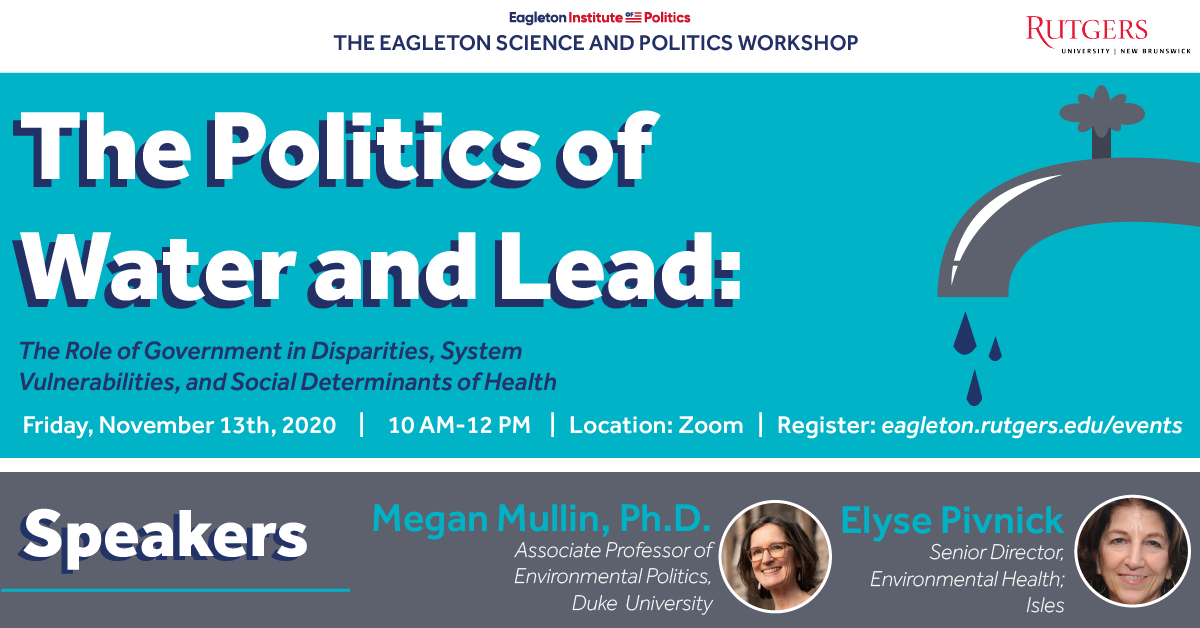 Eagleton Institute OF Politics
THE EAGLETON SCIENCE AND POLITICS WORKSHOP
RUTGERS
UNIVERSITY | NEW BRUNSWICK
The Politics of
Water and Lead:
The Role of Government in Disparities, System
Vulnerabilities, and Social Determinants of Health
Friday, November 13th, 2020 | 10 AM-12 PM | Location: Zoom | Register: eagleton.rutgers.edu/events
Speakers
Megan Mullin, Ph.D.
Associate Professor of
Environmental Politics,
Duke University
Elyse Pivnick
Senior Director,
Environmental Health;
Isles